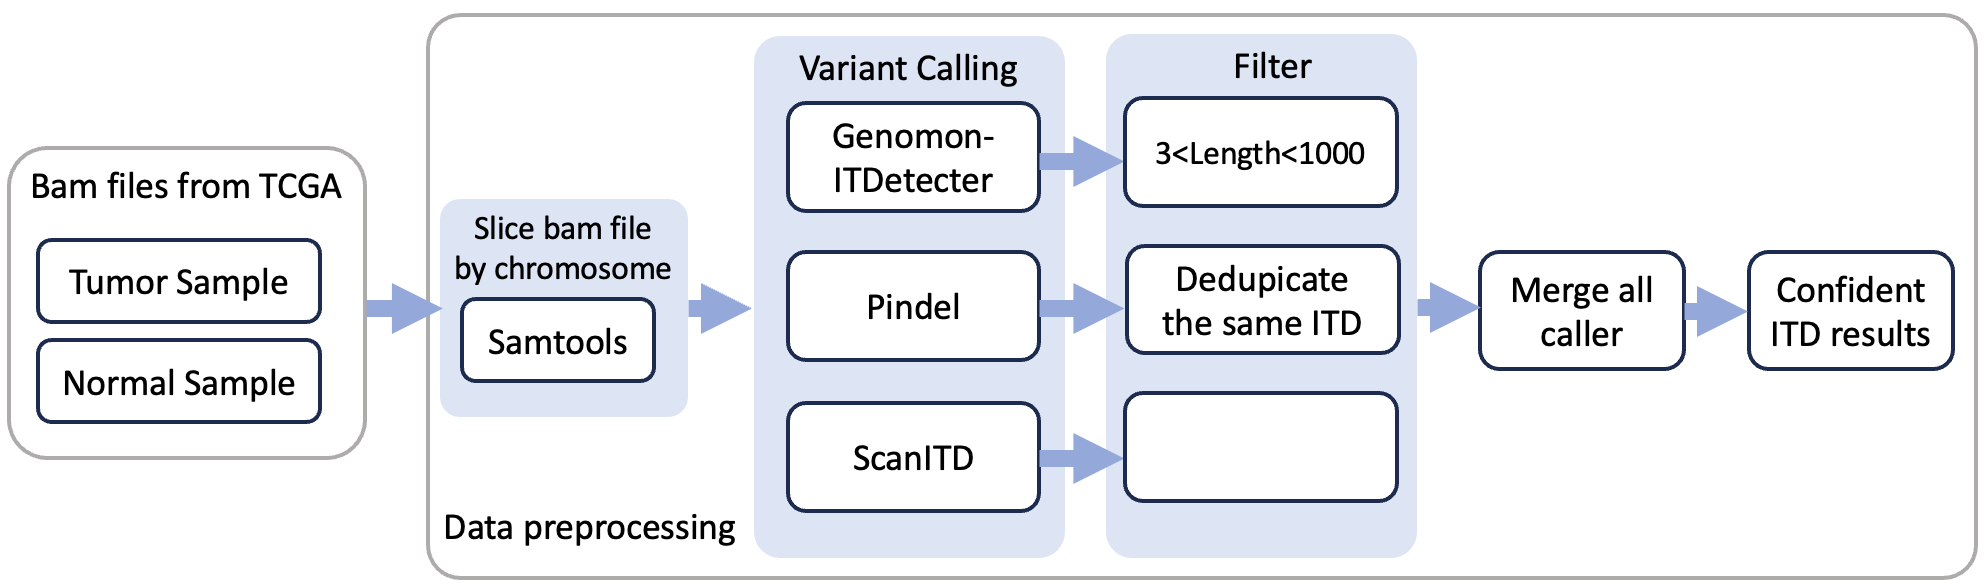 Bam files from TCGA
Tumor Sample
Normal Sample
Slice bam file
by chromosome
Samtools
Data preprocessing
Variant Calling
Genomon-
ITDetecter
Pindel
ScanITD
Filter
3<Length<1000
Dedupicate
the same ITD
Merge all
caller
Confident
ITD results